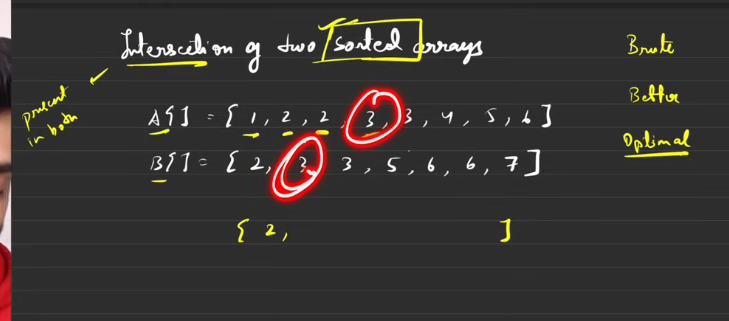 Intersection of two sorted arrays
Brute
Better
Optimal
present
in both
A[] = { 1, 2, 2, 3, 3, 4, 5, 6 ]
B[] = { 2, 3, 3, 5, 6, 6, 7 ]
{ 2, ]